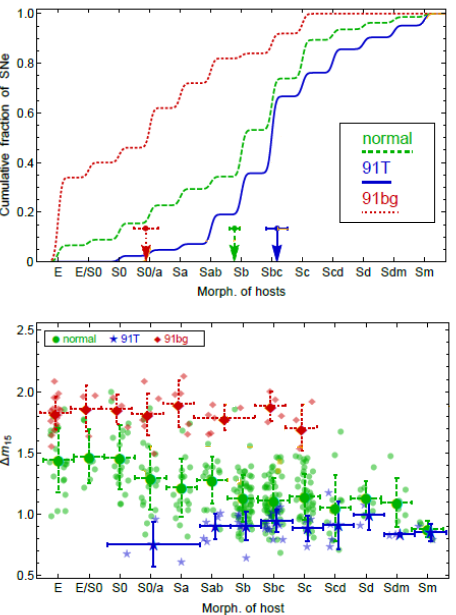 1.0
0.8
0.6
0.4
0.2
0
Cumulative fraction of SNe
normal
91T
91bg
E E/S0 S0 S0/a Sa Sab Sb Sbc Sc Scd Sd Sdm Sm
Morph. of hosts
2.5
2.0
1.5
1.0
0.5
Δm15
normal 91T 91bg
E E/S0 S0 S0/a Sa Sab Sb Sbc Sc Scd Sd Sdm Sm
Morph. of host